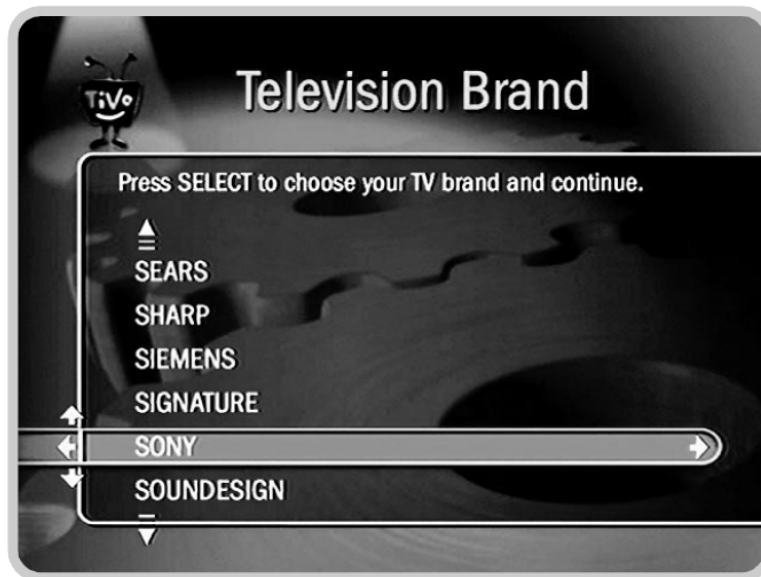 TiVo
Television Brand
Press SELECT to choose your TV brand and continue.
SEARS
SHARP
SIEMENS
SIGNATURE
SONY
SOUNDESIGN